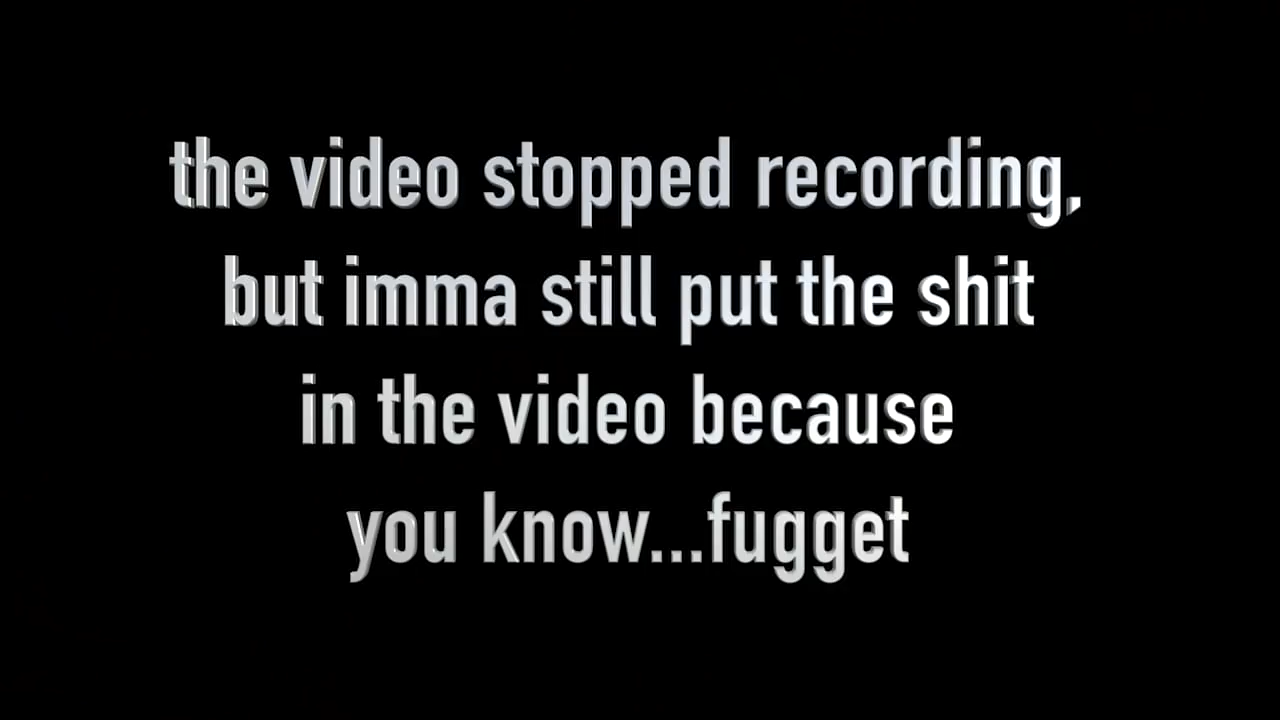 the video stopped recording,
but imma still put the shit
in the video because
you know...fugget